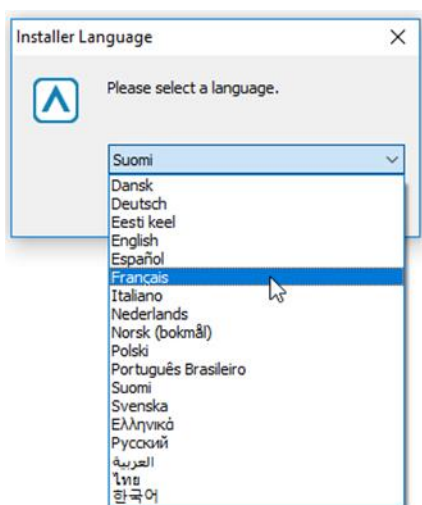 Installer Language
Please select a language.
Suomi
Dansk
Deutsch
Eesti keel
English
Español
Français
Italiano
Nederlands
Norsk (bokmål)
Polski
Português Brasileiro
Suomi
Svenska
Ελληνικά
Русский
العربية
ไทย
한국어